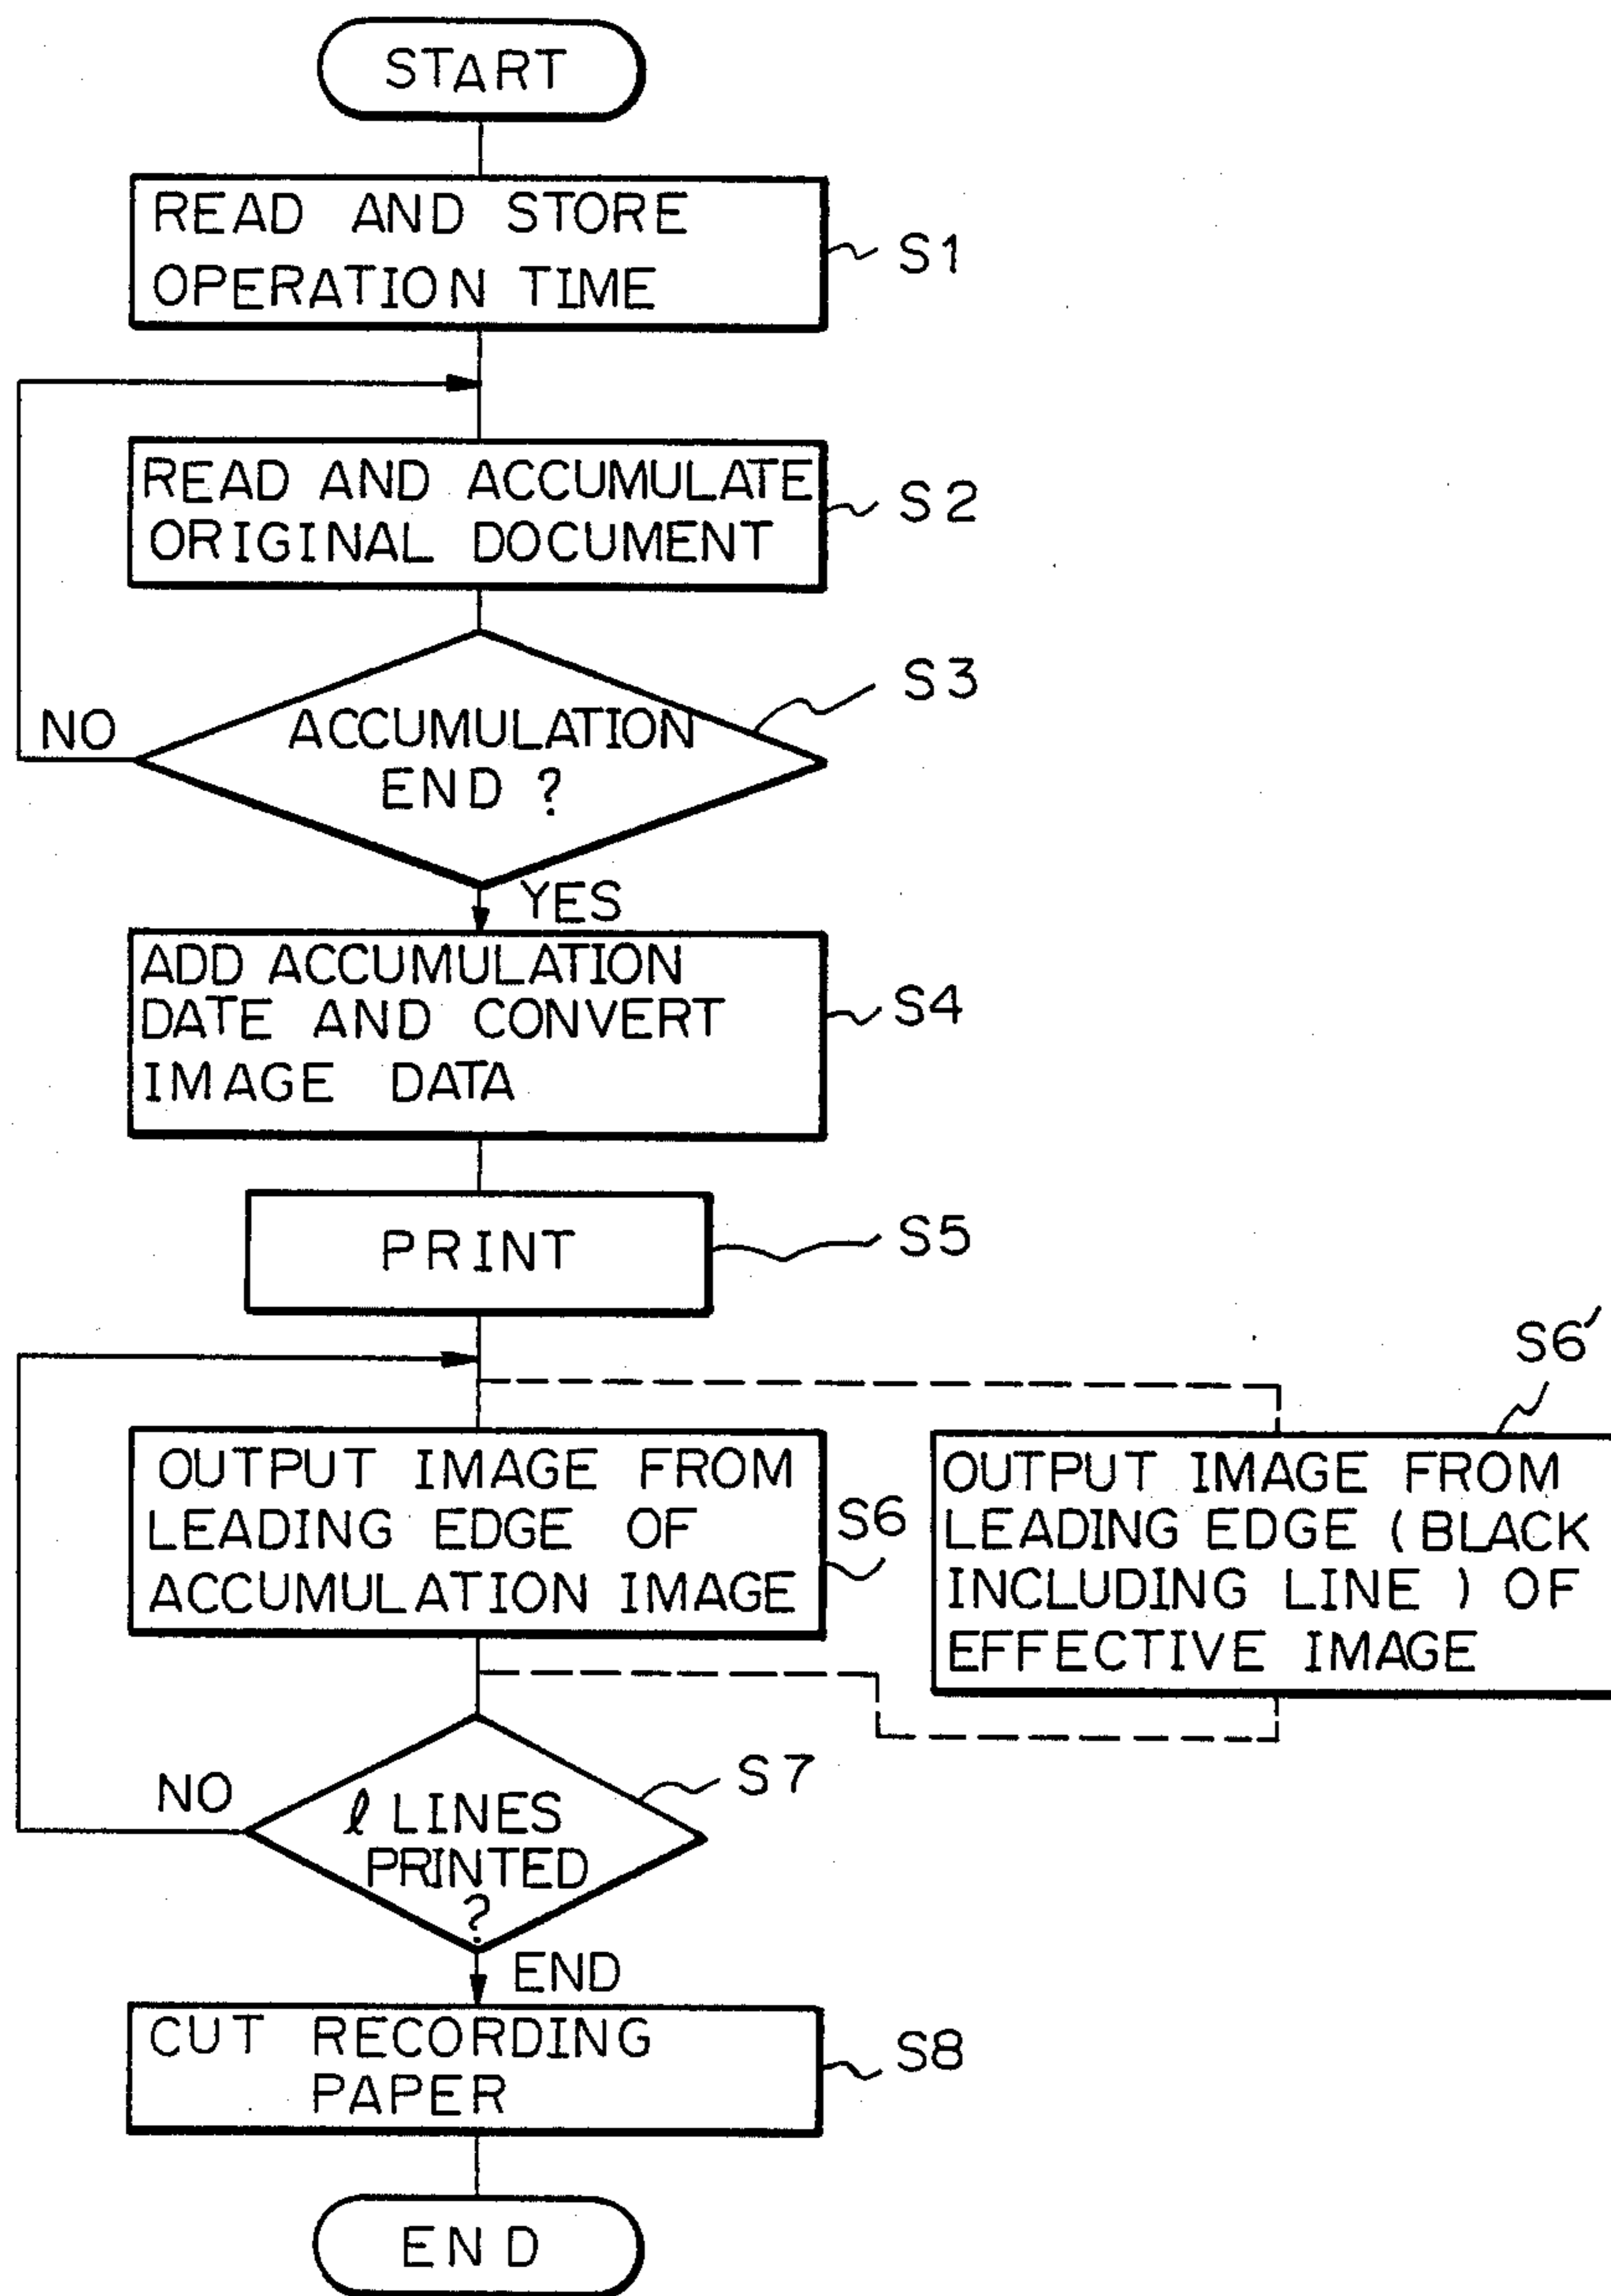 START
READ AND STORE
OPERATION TIME
S1
READ AND ACCUMULATE
ORIGINAL DOCUMENT
S2
S3
ACCUMULATION
END ?
NO
YES
ADD ACCUMULATION
DATE AND CONVERT
IMAGE DATA
S4
PRINT
S5
S6'
OUTPUT IMAGE FROM
LEADING EDGE OF
ACCUMULATION IMAGE
S6
OUTPUT IMAGE FROM
LEADING EDGE (BLACK
INCLUDING LINE ) OF
EFFECTIVE IMAGE
S7
NO
ℓ LINES
PRINTED
?
END
CUT RECORDING
PAPER
S8
END